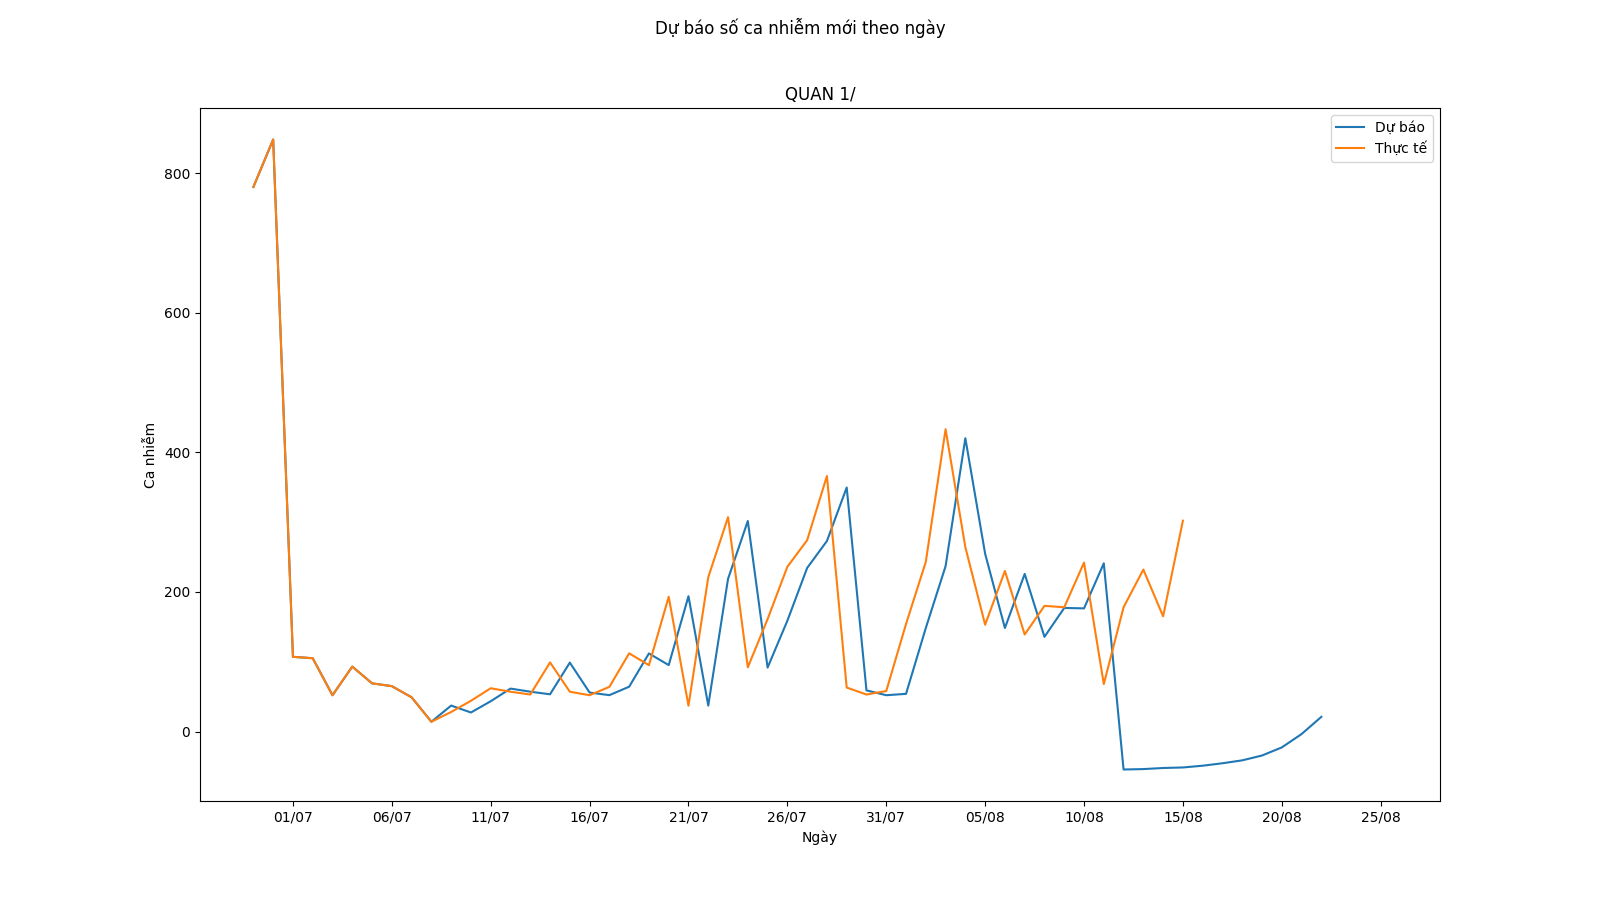 Dự báo số ca nhiễm mới theo ngày
QUAN 1/
Dự báo
Thực tế
Ca nhiễm
800
600
400
200
0
01/07 06/07 11/07 16/07 21/07 26/07 31/07 05/08 10/08 15/08 20/08 25/08
Ngày